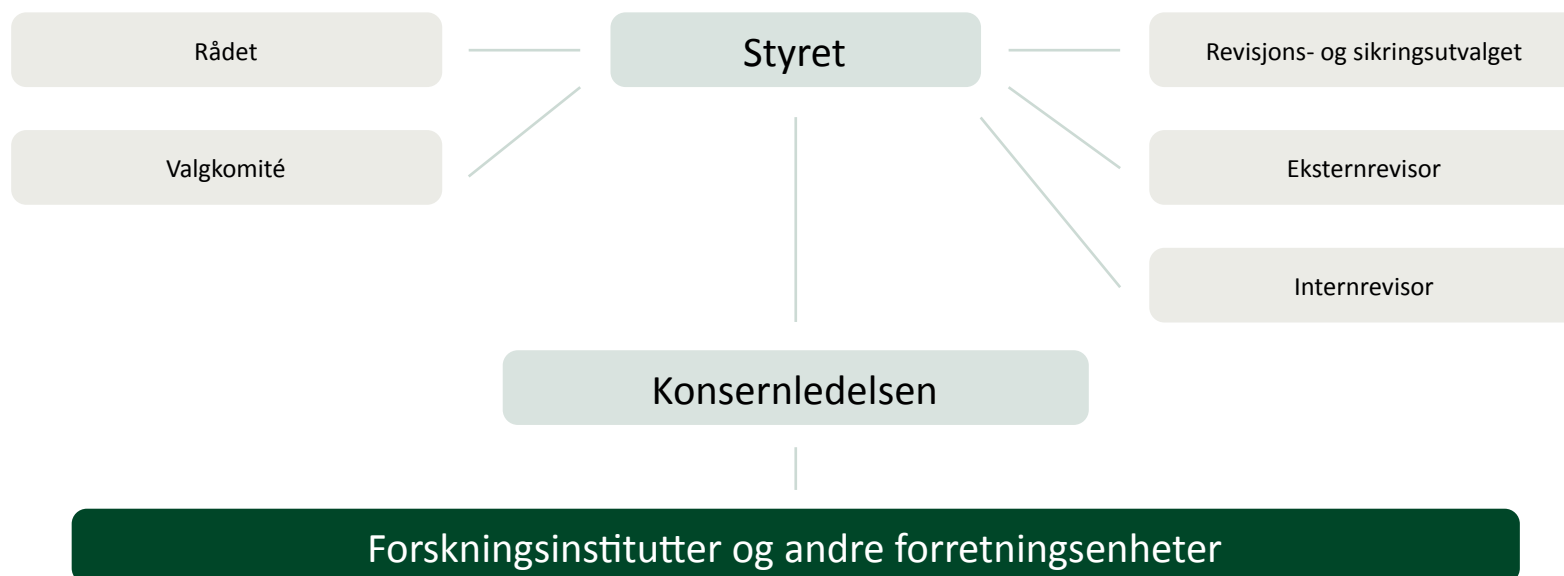 Rådet
Styret
Revisjons- og sikringsutvalget
Valgkomité
Eksternrevisor
Internrevisor
Konsernledelsen
Forskningsinstitutter og andre forretningsenheter